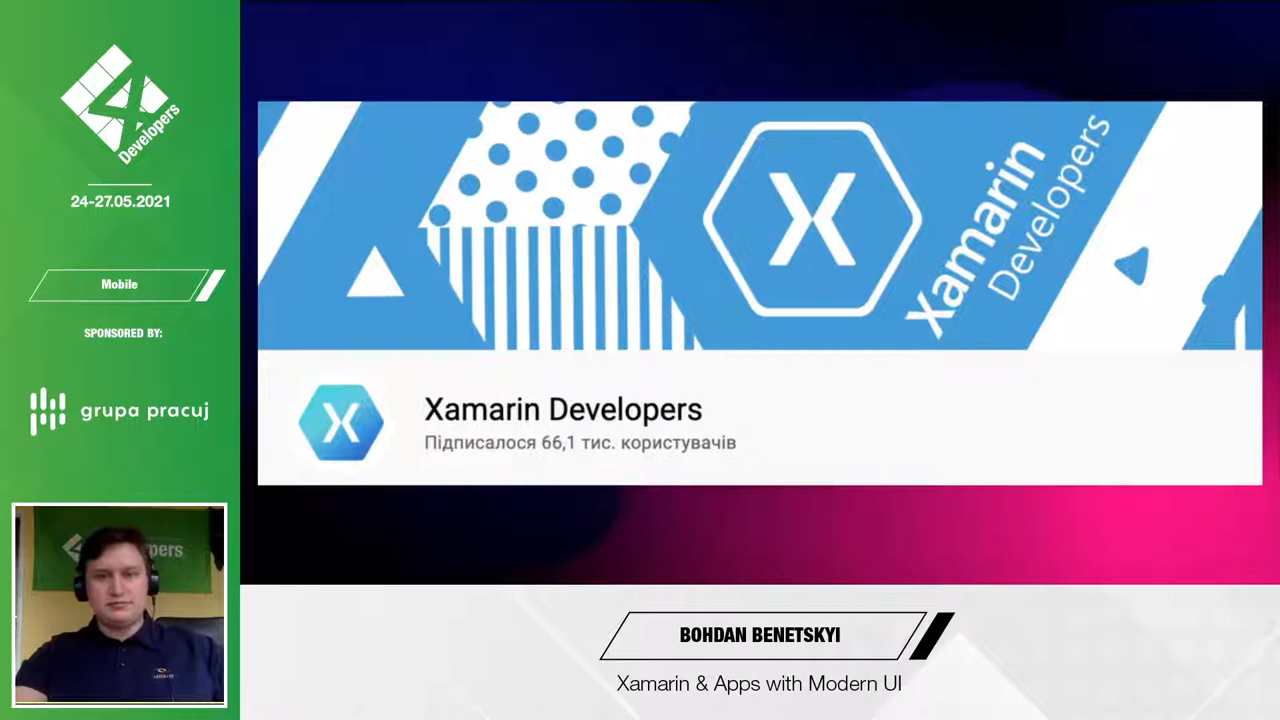 4
Developers
24-27.05.2021
Mobile
SPONSORED BY:
grupa pracuj
X
Xamarin
Developers
X
Xamarin Developers
Підписалося 66,1 тис. користувачів
BOHDAN BENETSKYI
Xamarin & Apps with Modern UI